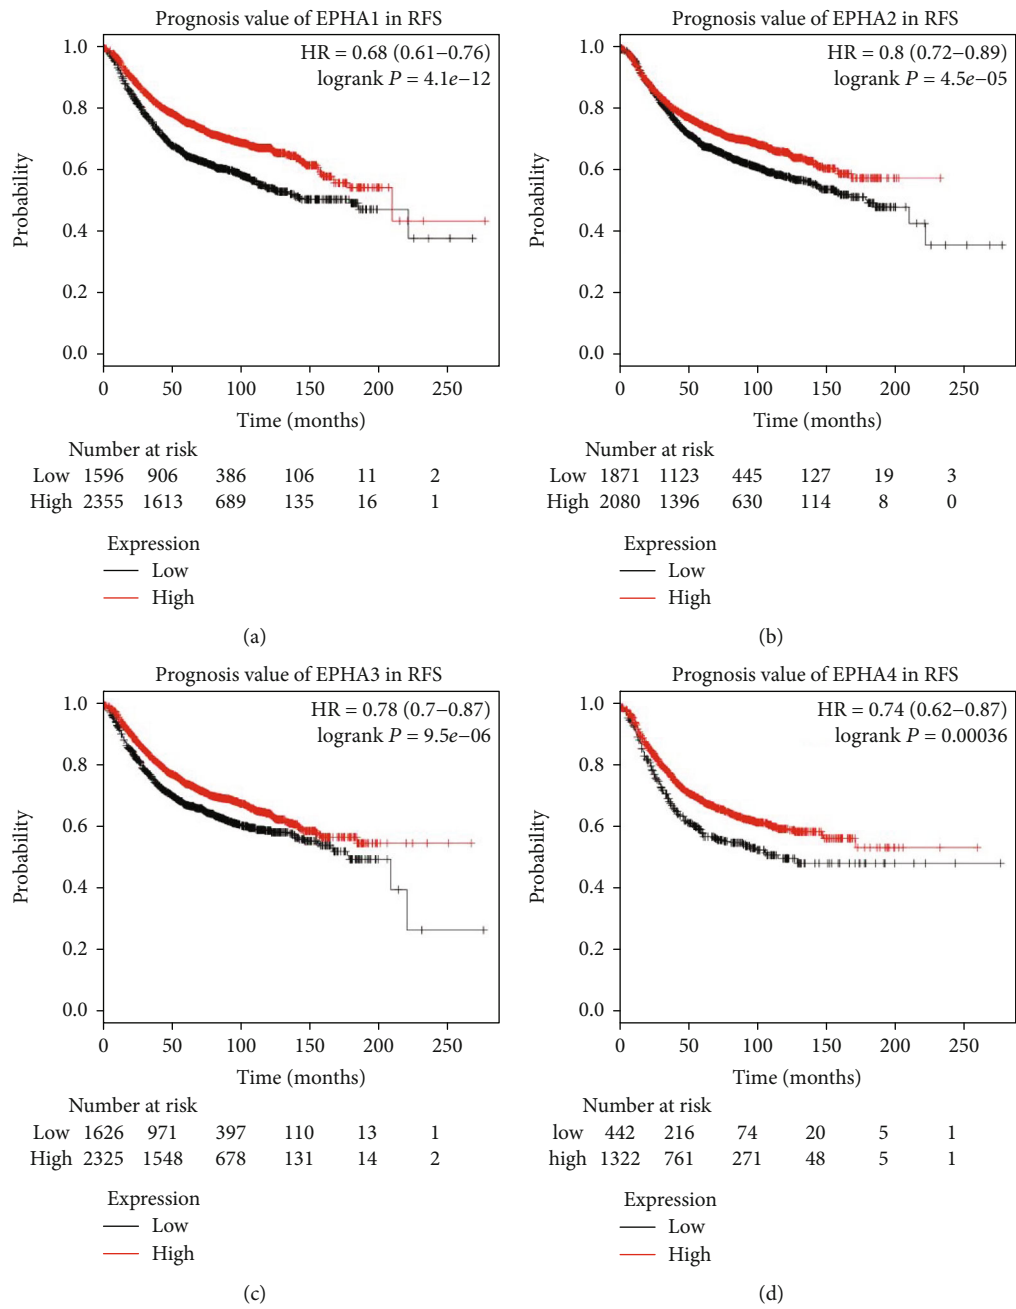 Prognosis value of EPHA1 in RFS
HR = 0.68 (0.61−0.76)
logrank P = 4.1e−12
1.0
0.8
0.6
0.4
0.2
0.0
Probability
0 50 100 150 200 250
Time (months)
Number at risk
Low 1596 906 386 106 11 2
High 2355 1613 689 135 16 1
Expression
Low
High
(a)
Prognosis value of EPHA2 in RFS
HR = 0.8 (0.72−0.89)
logrank P = 4.5e−05
1.0
0.8
0.6
0.4
0.2
0.0
Probability
0 50 100 150 200 250
Time (months)
Number at risk
Low 1871 1123 445 127 19 3
High 2080 1396 630 114 8 0
Expression
Low
High
(b)
Prognosis value of EPHA3 in RFS
HR = 0.78 (0.7−0.87)
logrank P = 9.5e−06
1.0
0.8
0.6
0.4
0.2
0.0
Probability
0 50 100 150 200 250
Time (months)
Number at risk
Low 1626 971 397 110 13 1
High 2325 1548 678 131 14 2
Expression
Low
High
(c)
Prognosis value of EPHA4 in RFS
HR = 0.74 (0.62−0.87)
logrank P = 0.00036
1.0
0.8
0.6
0.4
0.2
0.0
Probability
0 50 100 150 200 250
Time (months)
Number at risk
low 442 216 74 20 5 1
high 1322 761 271 48 5 1
Expression
Low
High
(d)